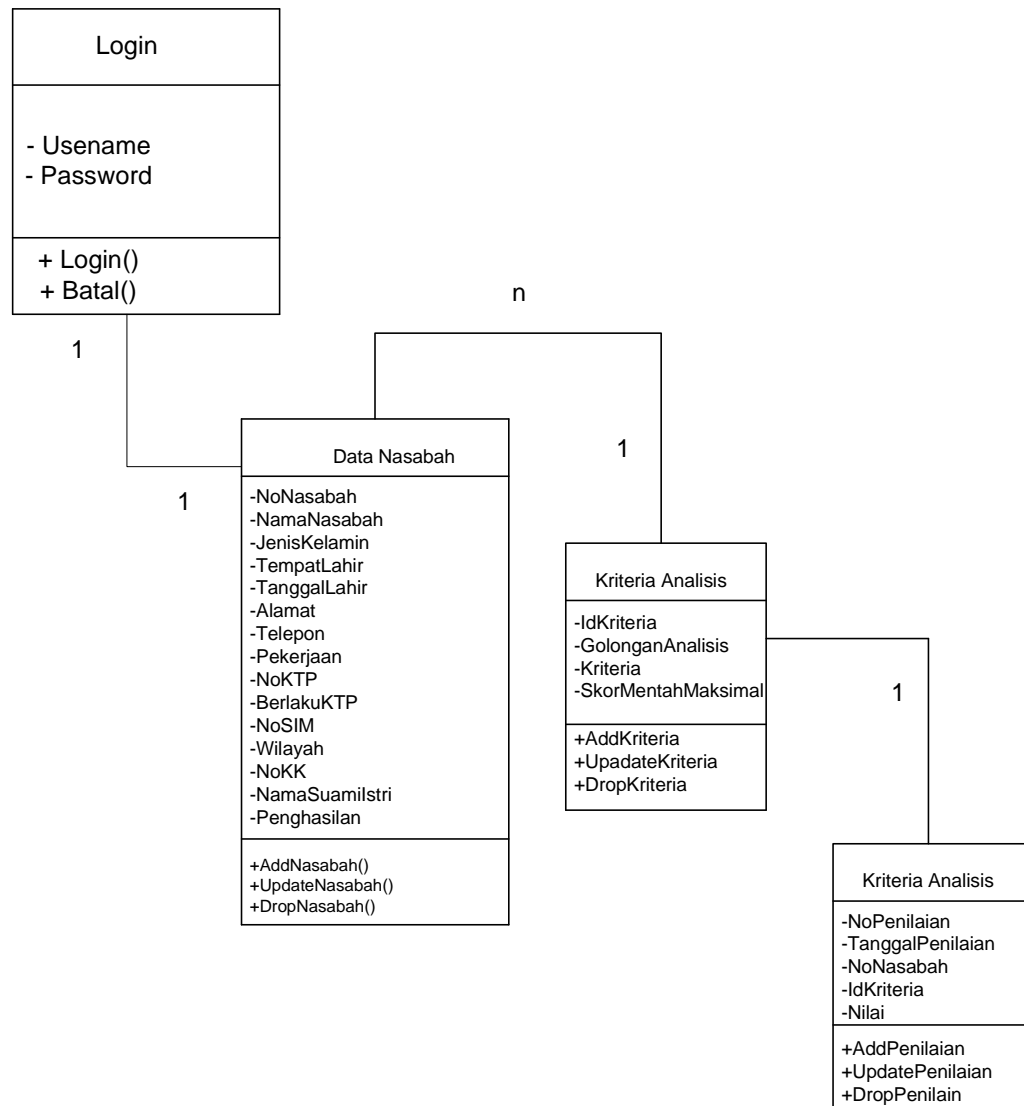 Login
- Usename
- Password
+ Login()
+ Batal()
1
n
1
Data Nasabah
-NoNasabah
-NamaNasabah
-JenisKelamin
-TempatLahir
-TanggalLahir
-Alamat
-Telepon
-Pekerjaan
-NoKTP
-BerlakuKTP
-NoSIM
-Wilayah
-NoKK
-NamaSuamiIstri
-Penghasilan
+AddNasabah()
+UpdateNasabah()
+DropNasabah()
1
Kriteria Analisis
-IdKriteria
-GolonganAnalisis
-Kriteria
-SkorMentahMaksimal
+AddKriteria
+UpadateKriteria
+DropKriteria
1
Kriteria Analisis
-NoPenilaian
-TanggalPenilaian
-NoNasabah
-IdKriteria
-Nilai
+AddPenilaian
+UpdatePenilaian
+DropPenilain